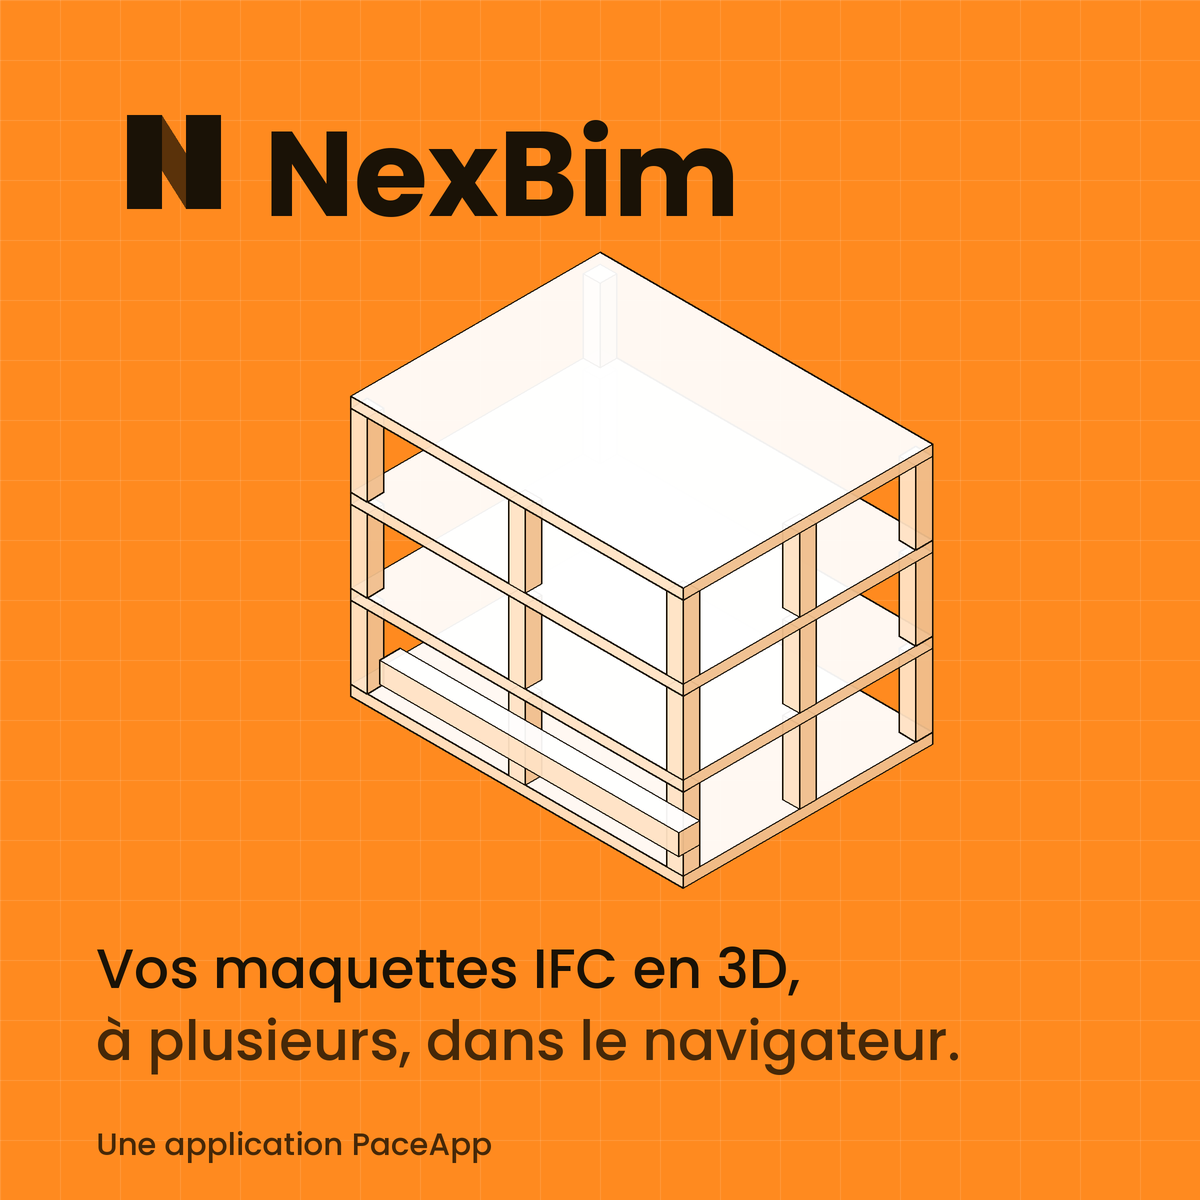 N NexBim
Vos maquettes IFC en 3D,
à plusieurs, dans le navigateur.
Une application PaceApp